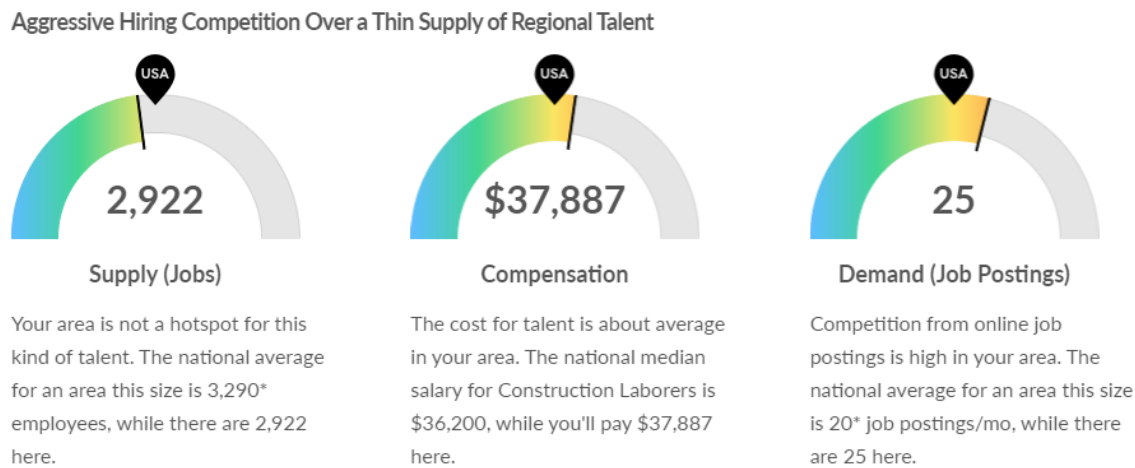 Aggressive Hiring Competition Over a Thin Supply of Regional Talent
USA
2,922
Supply (Jobs)
Your area is not a hotspot for this
kind of talent. The national average
for an area this size is 3,290*
employees, while there are 2,922
here.
USA
$37,887
Compensation
The cost for talent is about average
in your area. The national median
salary for Construction Laborers is
$36,200, while you'll pay $37,887
here.
USA
25
Demand (Job Postings)
Competition from online job
postings is high in your area. The
national average for an area this size
is 20* job postings/mo, while there
are 25 here.